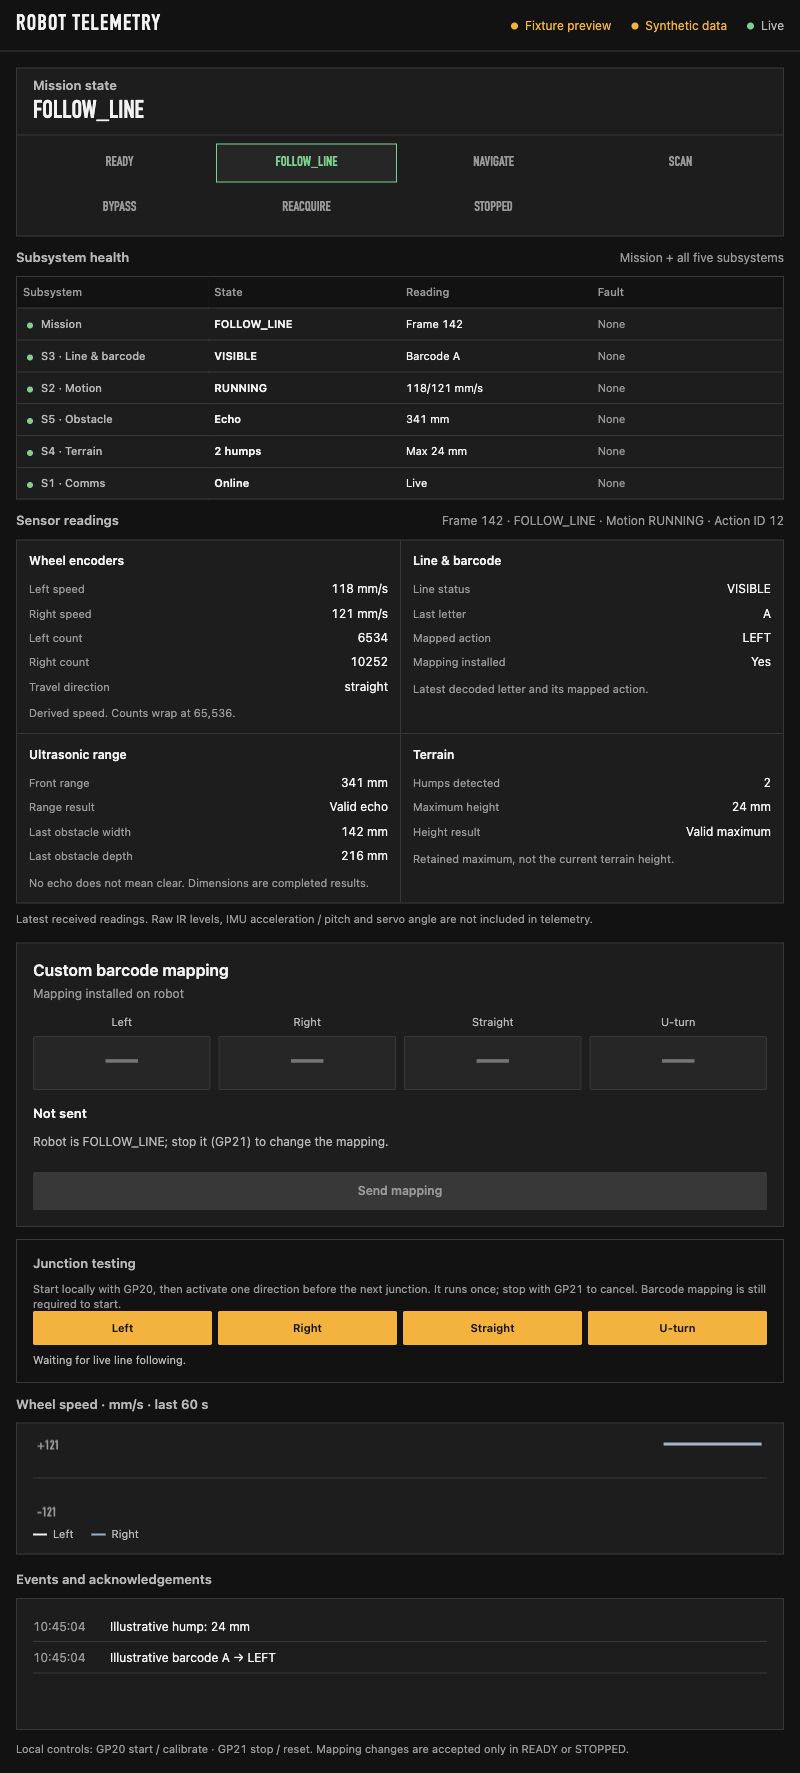 ROBOT TELEMETRY
Fixture preview Synthetic data Live
Mission state
FOLLOW_LINE
READY FOLLOW_LINE NAVIGATE SCAN
BYPASS REACQUIRE STOPPED
Subsystem health Mission + all five subsystems
Subsystem State Reading Fault
Mission FOLLOW_LINE Frame 142 None
S3 · Line & barcode VISIBLE Barcode A None
S2 · Motion RUNNING 118/121 mm/s None
S5 · Obstacle Echo 341 mm None
S4 · Terrain 2 humps Max 24 mm None
S1 · Comms Online Live None
Sensor readings Frame 142 · FOLLOW_LINE · Motion RUNNING · Action ID 12
Wheel encoders
Left speed 118 mm/s
Right speed 121 mm/s
Left count 6534
Right count 10252
Travel direction straight
Derived speed. Counts wrap at 65,536.
Line & barcode
Line status VISIBLE
Last letter A
Mapped action LEFT
Mapping installed Yes
Latest decoded letter and its mapped action.
Ultrasonic range
Front range 341 mm
Range result Valid echo
Last obstacle width 142 mm
Last obstacle depth 216 mm
No echo does not mean clear. Dimensions are completed results.
Terrain
Humps detected 2
Maximum height 24 mm
Height result Valid maximum
Retained maximum, not the current terrain height.
Latest received readings. Raw IR levels, IMU acceleration / pitch and servo angle are not included in telemetry.
Custom barcode mapping
Mapping installed on robot
Left Right Straight U-turn
— — — —
Not sent
Robot is FOLLOW_LINE; stop it (GP21) to change the mapping.
Send mapping
Junction testing
Start locally with GP20, then activate one direction before the next junction. It runs once; stop with GP21 to cancel. Barcode mapping is still
required to start.
Left Right Straight U-turn
Waiting for live line following.
Wheel speed · mm/s · last 60 s
+121
-121
Left Right
Events and acknowledgements
10:45:04 Illustrative hump: 24 mm
10:45:04 Illustrative barcode A → LEFT
Local controls: GP20 start / calibrate · GP21 stop / reset. Mapping changes are accepted only in READY or STOPPED.